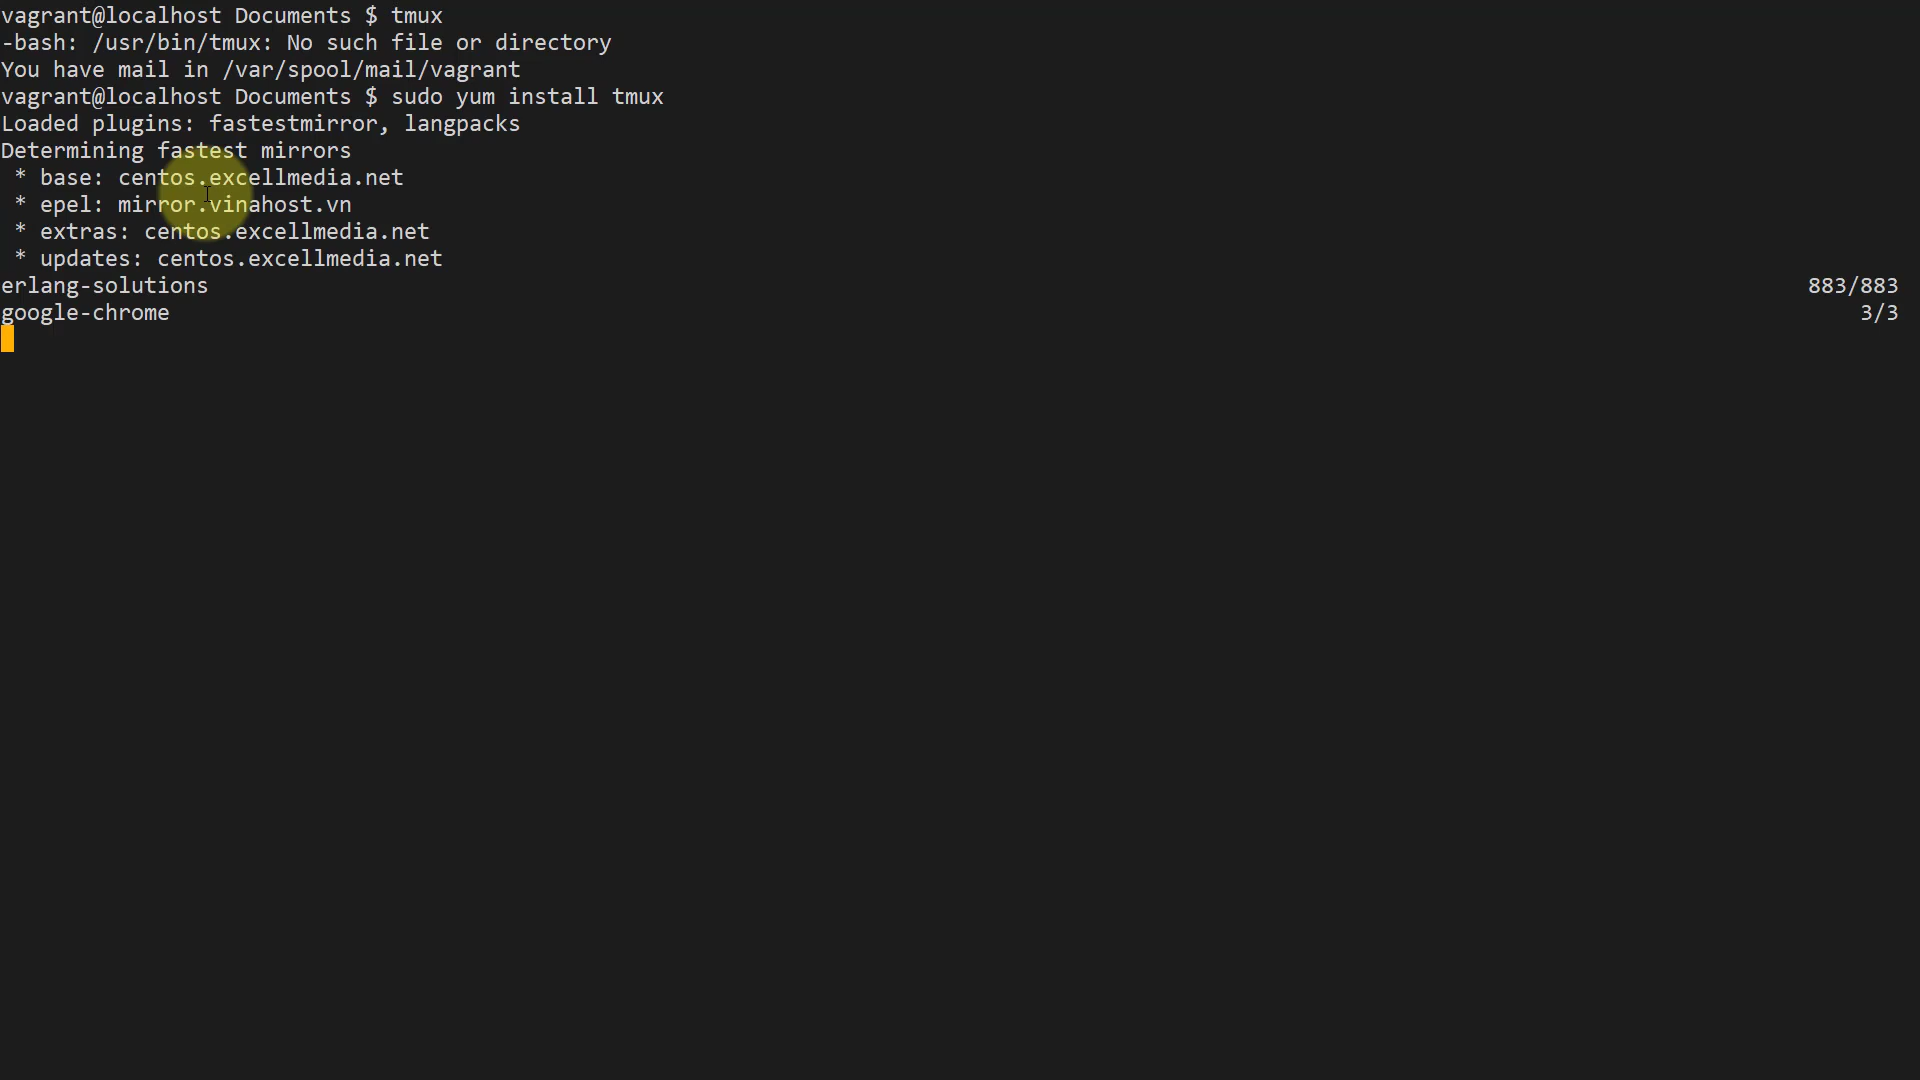 vagrant@localhost Documents $ tmux
-bash: /usr/bin/tmux: No such file or directory
You have mail in /var/spool/mail/vagrant
vagrant@localhost Documents $ sudo yum install tmux
Loaded plugins: fastestmirror, langpacks
Determining fastest mirrors
 * base: centos.excellmedia.net
 * epel: mirror.vinahost.vn
 * extras: centos.excellmedia.net
 * updates: centos.excellmedia.net
erlang-solutions 883/883
google-chrome 3/3